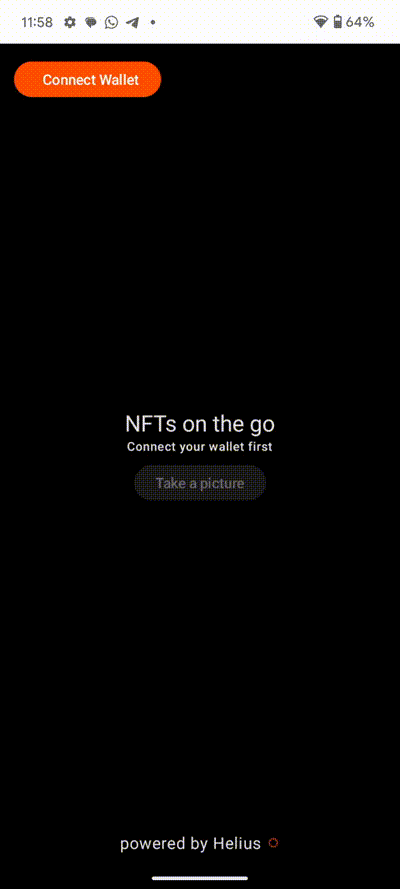 11:58 64%
Connect Wallet
NFTs on the go
Connect your wallet first
Take a picture
powered by Helius